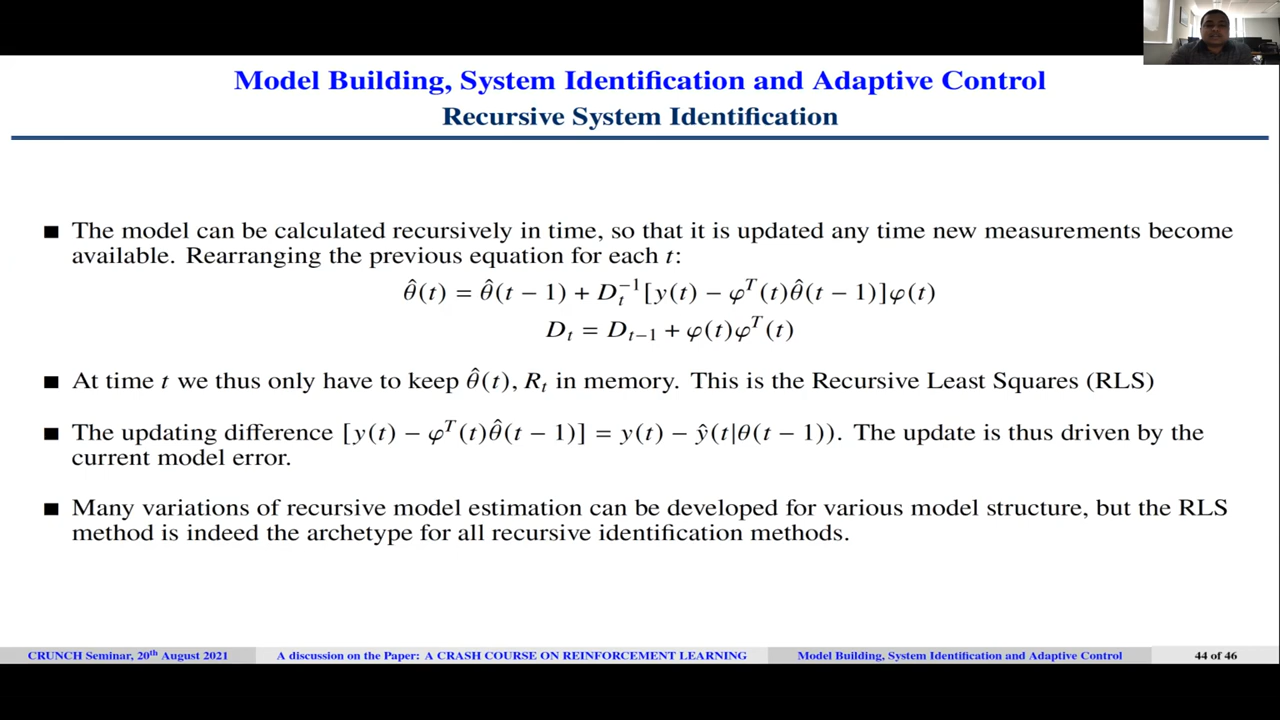 Model Building, System Identification and Adaptive Control
Recursive System Identification
■ The model can be calculated recursively in time, so that it is updated any time new measurements become
available. Rearranging the previous equation for each t:
θ̂(t) = θ̂(t − 1) + D_t^{−1}[y(t) − φ^T(t)θ̂(t − 1)]φ(t)
D_t = D_{t−1} + φ(t)φ^T(t)
■ At time t we thus only have to keep θ̂(t), R_t in memory. This is the Recursive Least Squares (RLS)
■ The updating difference [y(t) − φ^T(t)θ̂(t − 1)] = y(t) − ŷ(t|θ(t − 1)). The update is thus driven by the
current model error.
■ Many variations of recursive model estimation can be developed for various model structure, but the RLS
method is indeed the archetype for all recursive identification methods.
CRUNCH Seminar, 20th August 2021 A discussion on the Paper: A CRASH COURSE ON REINFORCEMENT LEARNING Model Building, System Identification and Adaptive Control 44 of 46